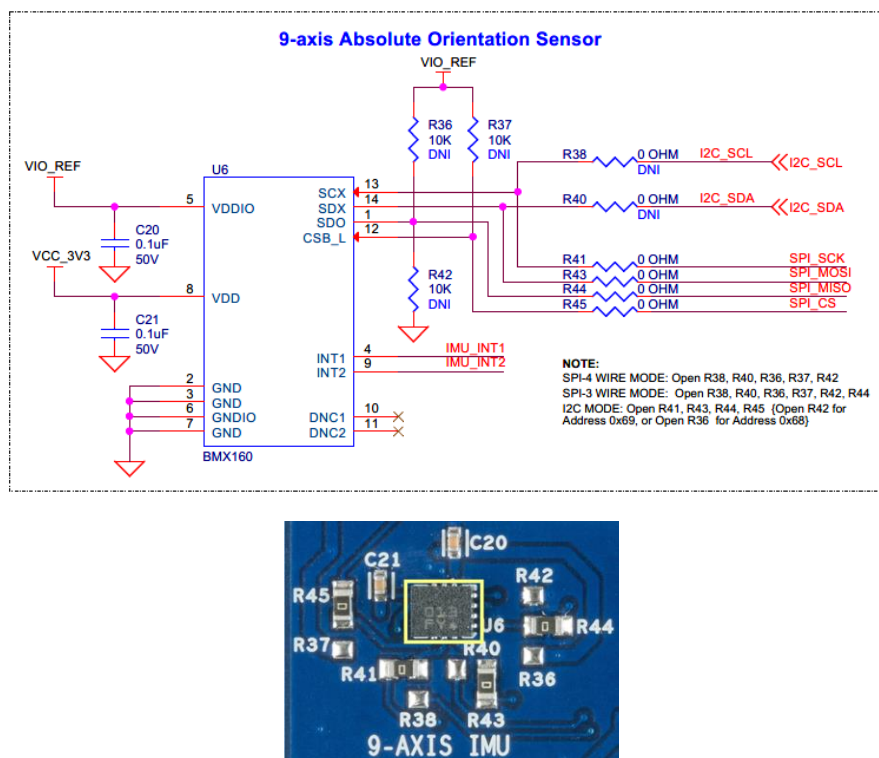 9-axis Absolute Orientation Sensor
VIO_REF
R36
10K
DNI
R37
10K
DNI
R38
0 OHM
DNI
I2C_SCL
I2C_SCL
VIO_REF
U6
5
VDDIO
SCX
13
SDX
14
SDO
1
CSB_L
12
R40
0 OHM
DNI
I2C_SDA
I2C_SDA
C20
0.1uF
50V
VCC_3V3
R41
0 OHM
SPI_SCK
R43
0 OHM
SPI_MOSI
R44
0 OHM
SPI_MISO
R45
0 OHM
SPI_CS
R42
10K
DNI
8
VDD
C21
0.1uF
50V
INT1
4
IMU_INT1
INT2
9
IMU_INT2
2
GND
3
GND
6
GNDIO
7
GND
DNC1
10
DNC2
11
BMX160
NOTE:
SPI-4 WIRE MODE: Open R38, R40, R36, R37, R42
SPI-3 WIRE MODE:  Open R38, R40, R36, R37, R42, R44
I2C MODE: Open R41, R43, R44, R45  {Open R42 for
Address 0x69, or Open R36  for Address 0x68}
C20
C21
R42
R45
013
U6
R44
R37
R40
R41
R36
R38
R43
9-AXIS IMU